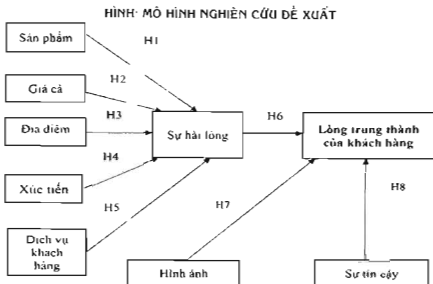 HÌNH: MÔ HÌNH NGHIÊN CỨU ĐỀ XUẤT
Sản phẩm
H1
Giá cả
H2
Địa điểm
H3
Sự hài lòng
H6
Lòng trung thành
của khách hàng
H4
Xúc tiến
H5
H7
H8
Dịch vụ
khach
hàng
Hình ảnh
Sự tin cậy